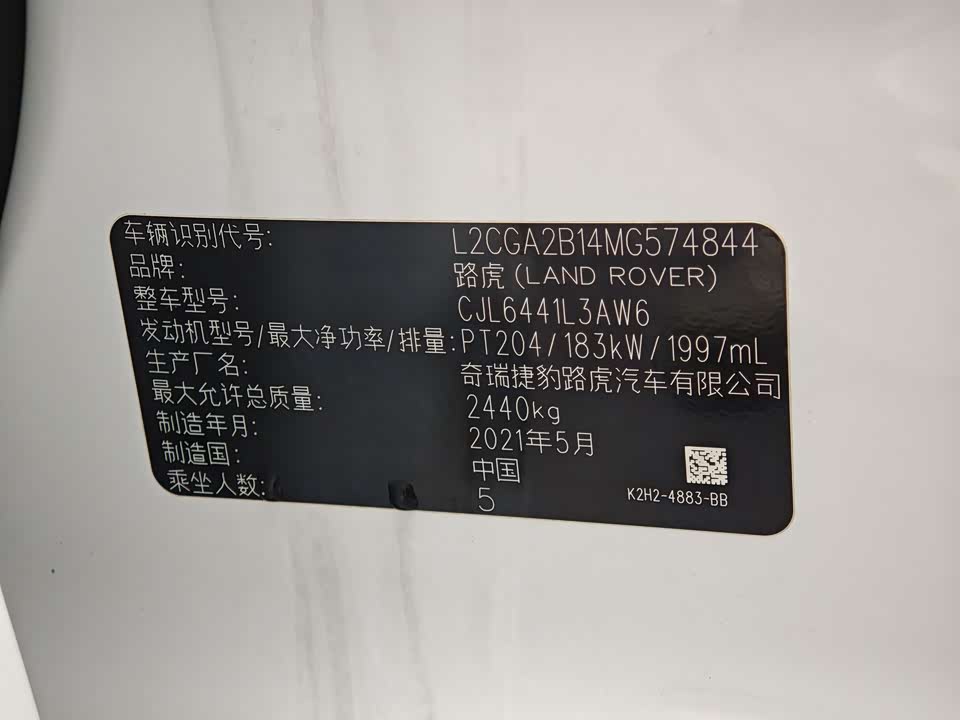 车辆识别代号: L2CGA2B14MG574844
品牌: 路虎 (LAND ROVER)
整车型号: CJL6441L3AW6
发动机型号/最大净功率/排量: PT204/183kW/1997mL
生产厂名: 奇瑞捷豹路虎汽车有限公司
最大允许总质量: 2440kg
制造年月: 2021年5月
制造国: 中国
乘坐人数: 5
K2H2-4883-BB